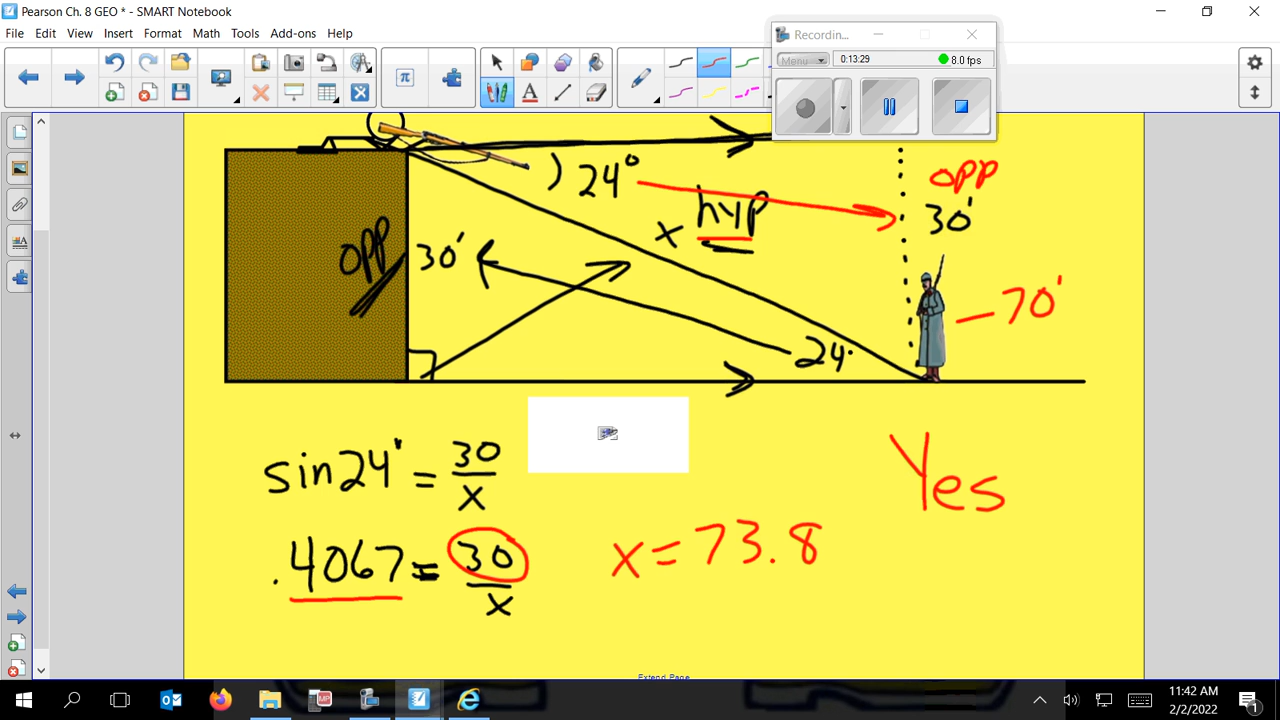 Pearson Ch. 8 GEO * - SMART Notebook
File Edit View Insert Format Math Tools Add-ons Help
Recordin...
Menu
0:13:29
8.0 fps
24°
opp
30'
hyp
x
opp
30'
70'
24°
sin24° = 30/x
Yes
.4067 = 30/x
x = 73.8
Extend Page
11:42 AM
2/2/2022
1